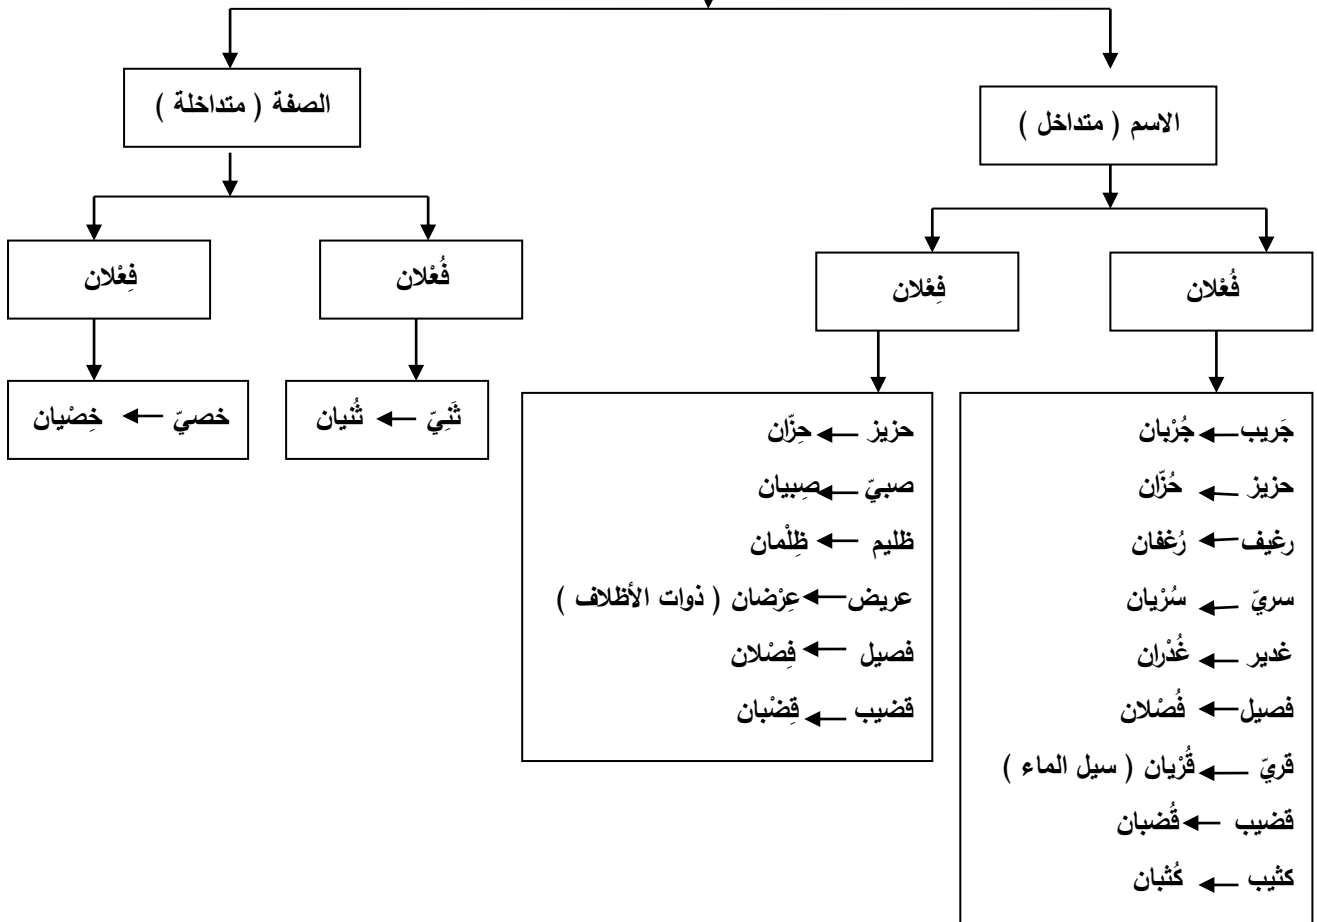 الاسم ( متداخل )
الصفة ( متداخلة )
فُعْلان
فِعْلان
فُعْلان
فِعْلان
جَريب ← جُرْبان
حزيز ← حُزّان
رغيف ← رُغفان
سريّ ← سُرْيان
غدير ← غُدْران
فصيل ← فُصْلان
قريّ ← قُرْيان ( سيل الماء )
قضيب ← قُضبان
كثيب ← كُثبان
حزيز ← حِزّان
صبيّ ← صِبيان
ظليم ← ظِلْمان
عريض ← عِرْضان ( ذوات الأظلاف )
فصيل ← فِصْلان
قضيب ← قِضْبان
ثَنِيّ ← ثُنيان
خصيّ ← خِصْيان